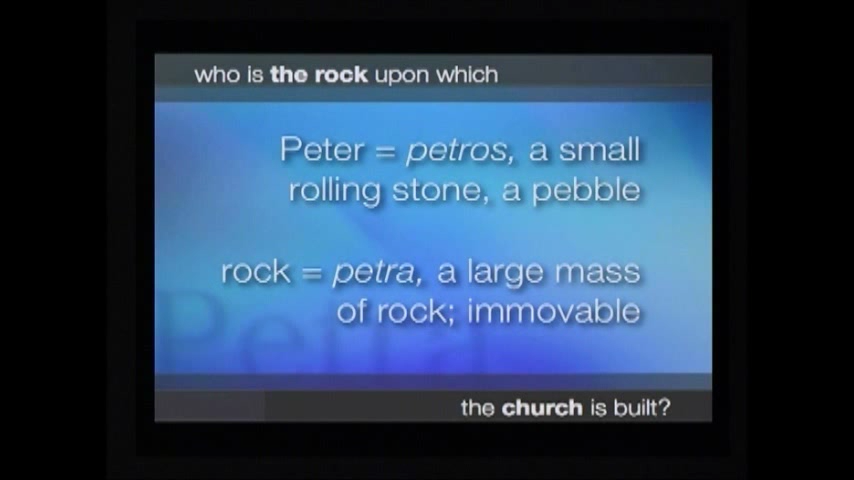 who is the rock upon which
Peter = petros, a small
rolling stone, a pebble
rock = petra, a large mass
of rock; immovable
Petra
the church is built?